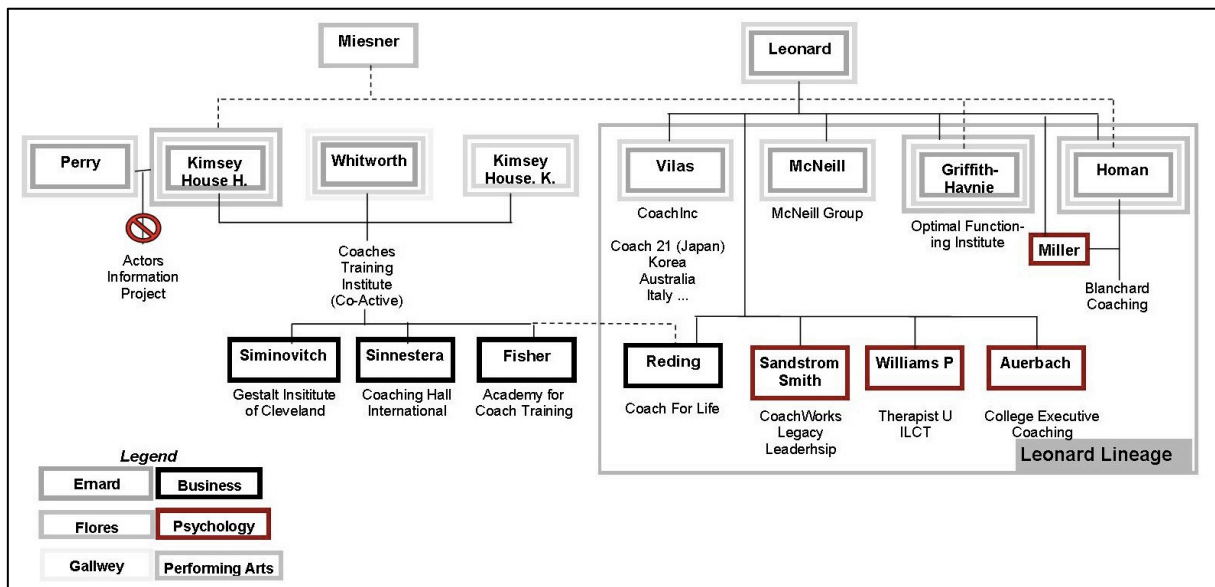 Miesner
Leonard
Perry
Kimsey
House H.
Whitworth
Kimsey
House. K.
Vilas
McNeill
Griffith-
Havnie
Homan
Actors
Information
Project
Coaches
Training
Institute
(Co-Active)
CoachInc
Coach 21 (Japan)
Korea
Australia
Italy ...
McNeill Group
Optimal Function-
ing Institute
Miller
Blanchard
Coaching
Siminovitch
Sinnestera
Fisher
Reding
Sandstrom
Smith
Williams P
Auerbach
Gestalt Insititute
of Cleveland
Coaching Hall
International
Academy for
Coach Training
Coach For Life
CoachWorks
Legacy
Leaderhsip
Therapist U
ILCT
College Executive
Coaching
Leonard Lineage
Legend
Ernard
Business
Flores
Psychology
Gallwey
Performing Arts